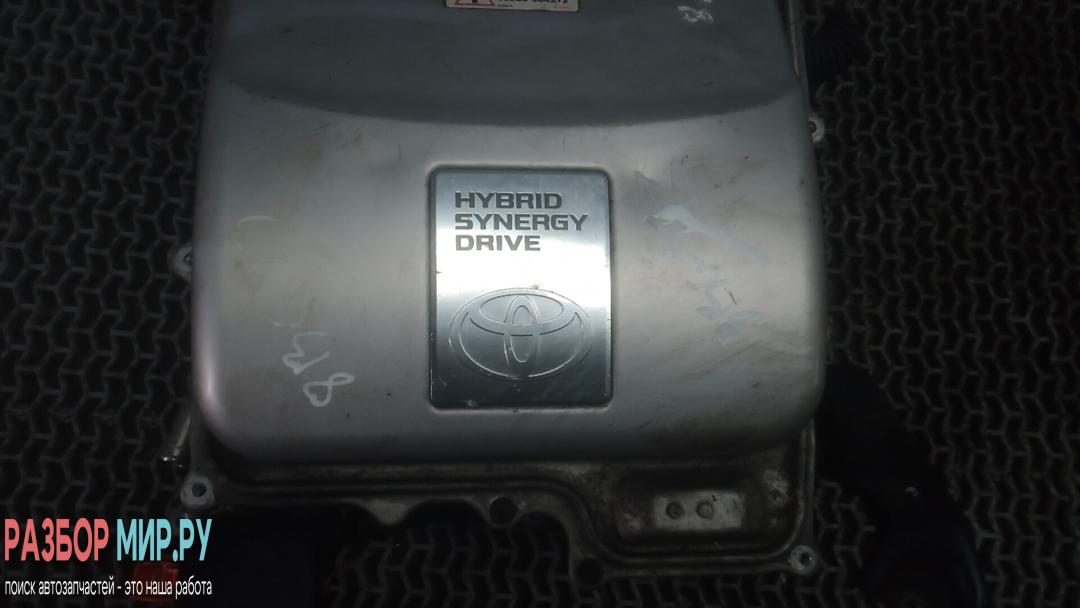 HYBRID
SYNERGY
DRIVE
РАЗБОР МИР.РУ
поиск автозапчастей - это наша работа